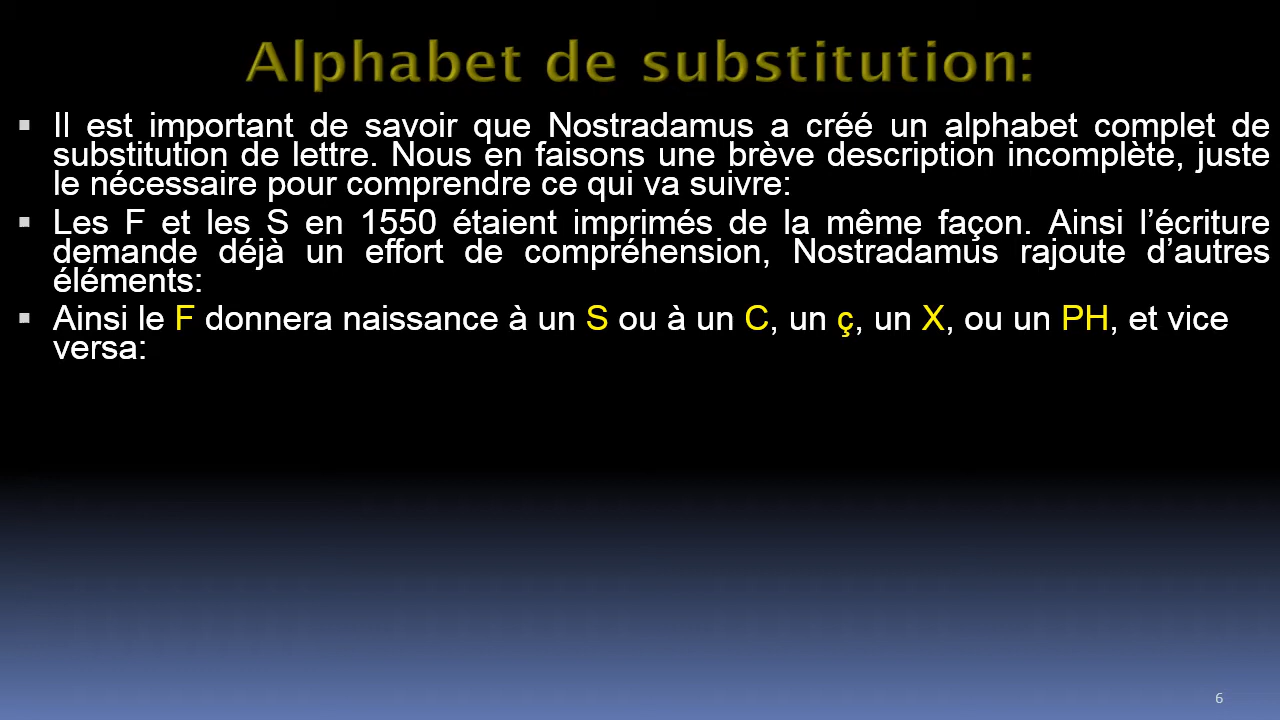 Alphabet de substitution:
Il est important de savoir que Nostradamus a créé un alphabet complet de
substitution de lettre. Nous en faisons une brève description incomplète, juste
le nécessaire pour comprendre ce qui va suivre:
Les F et les S en 1550 étaient imprimés de la même façon. Ainsi l’écriture
demande déjà un effort de compréhension, Nostradamus rajoute d’autres
éléments:
Ainsi le F donnera naissance à un S ou à un C, un ç, un X, ou un PH, et vice
versa:
6